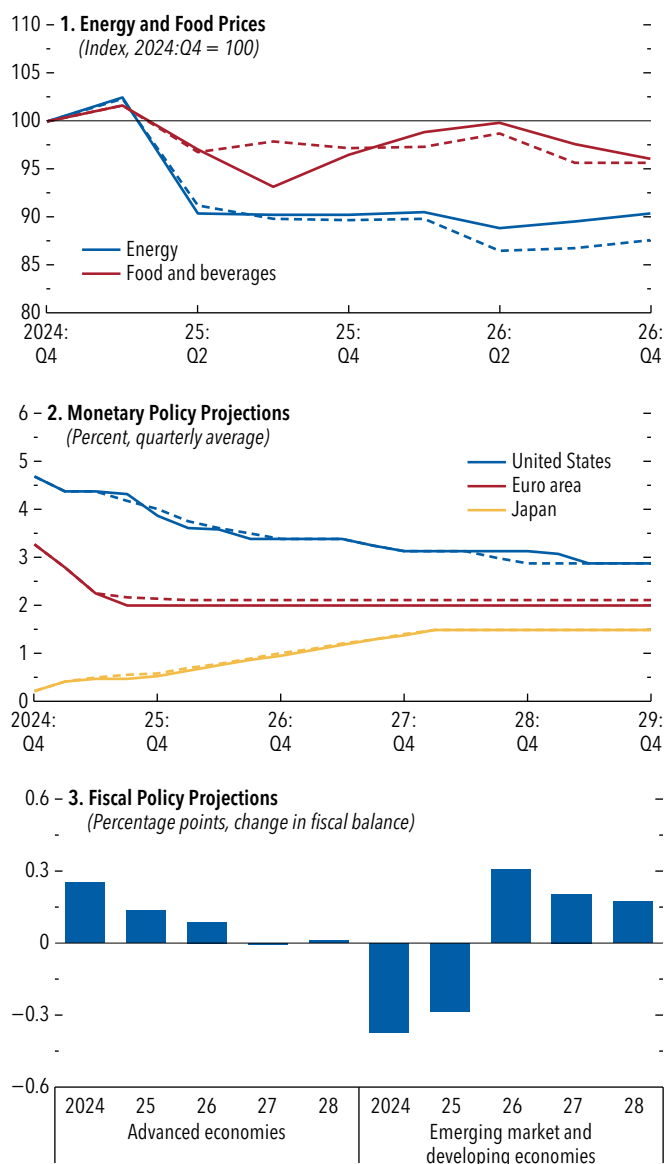 1. Energy and Food Prices
(Index, 2024:Q4 = 100)
110
105
100
95
90
85
80
Energy
Food and beverages
2024: 25: 25: 26: 26:
Q4 Q2 Q4 Q2 Q4
2. Monetary Policy Projections
(Percent, quarterly average)
6
5
4
3
2
1
0
United States
Euro area
Japan
2024: 25: 26: 27: 28: 29:
Q4 Q4 Q4 Q4 Q4 Q4
3. Fiscal Policy Projections
(Percentage points, change in fiscal balance)
0.6
0.3
0
−0.3
−0.6
2024 25 26 27 28 2024 25 26 27 28
Advanced economies
Emerging market and
developing economies